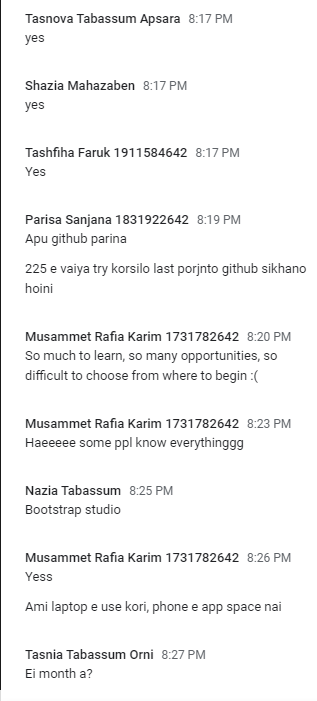 Tasnova Tabassum Apsara 8:17 PM
yes
Shazia Mahazaben 8:17 PM
yes
Tashfiha Faruk 1911584642 8:17 PM
Yes
Parisa Sanjana 1831922642 8:19 PM
Apu github parina
225 e vaiya try korsilo last porjnto github sikhano
hoini
Musammet Rafia Karim 1731782642 8:20 PM
So much to learn, so many opportunities, so
difficult to choose from where to begin :(
Musammet Rafia Karim 1731782642 8:23 PM
Haeeeee some ppl know everythinggg
Nazia Tabassum 8:25 PM
Bootstrap studio
Musammet Rafia Karim 1731782642 8:26 PM
Yess
Ami laptop e use kori, phone e app space nai
Tasnia Tabassum Orni 8:27 PM
Ei month a?